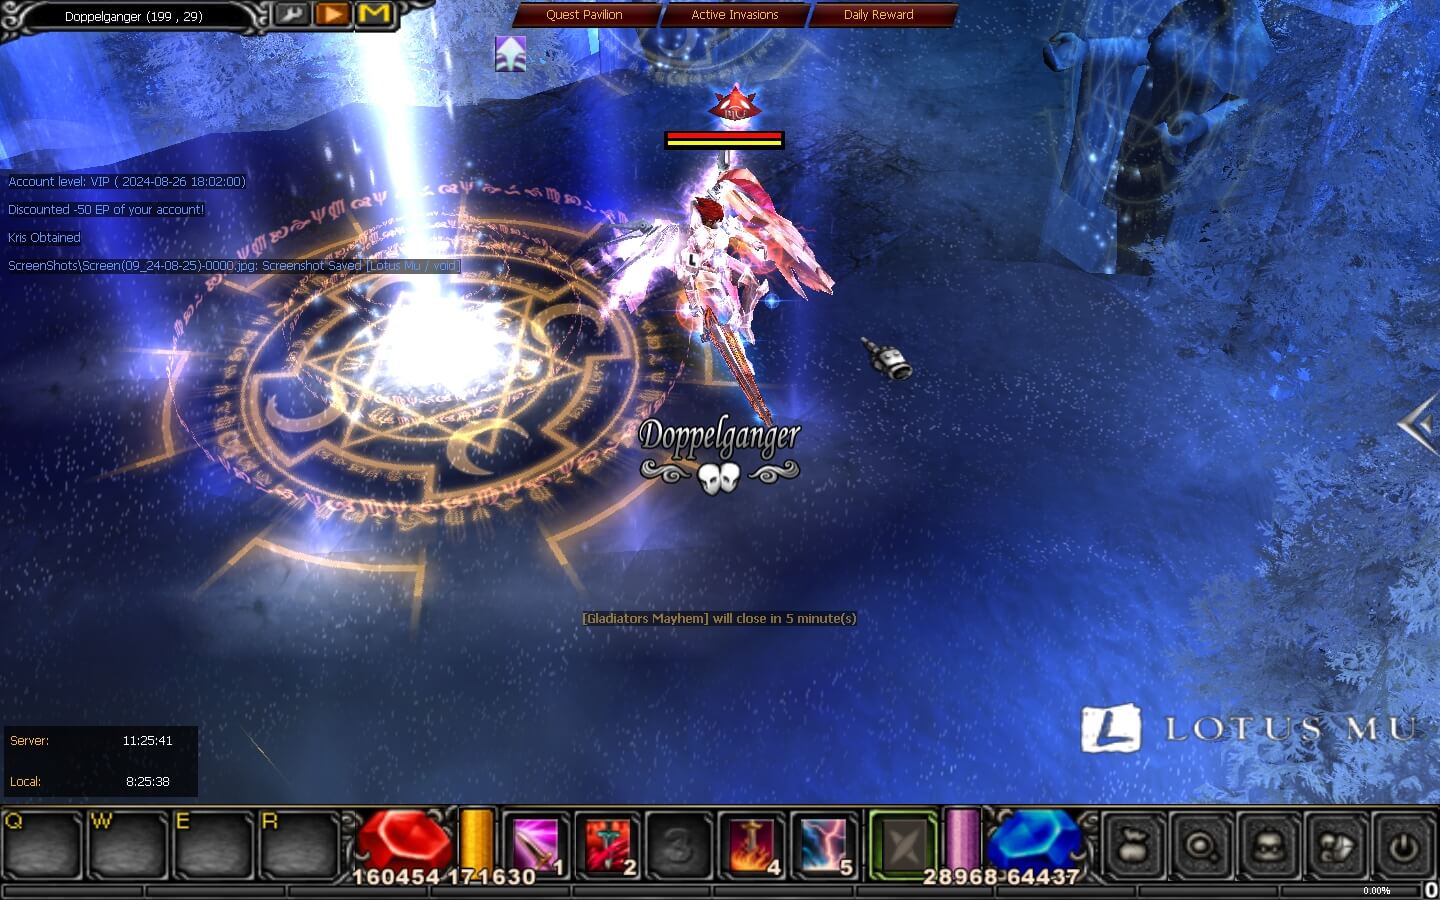 Doppelganger (199 , 29)
Quest Pavilion
Active Invasions
Daily Reward
MU
Account level: VIP ( 2024-08-26 18:02:00)
Discounted -50 EP of your account!
Kris Obtained
ScreenShots\Screen(09_24-08-25)-0000.jpg: Screenshot Saved [Lotus Mu / void]
L
Doppelganger
[Gladiators Mayhem] will close in 5 minute(s)
L LOTUS MU
Server: 11:25:41
Local: 8:25:38
Q W E R
1 2 3 4 5
160454 171630 28968 64437
0.00% 0